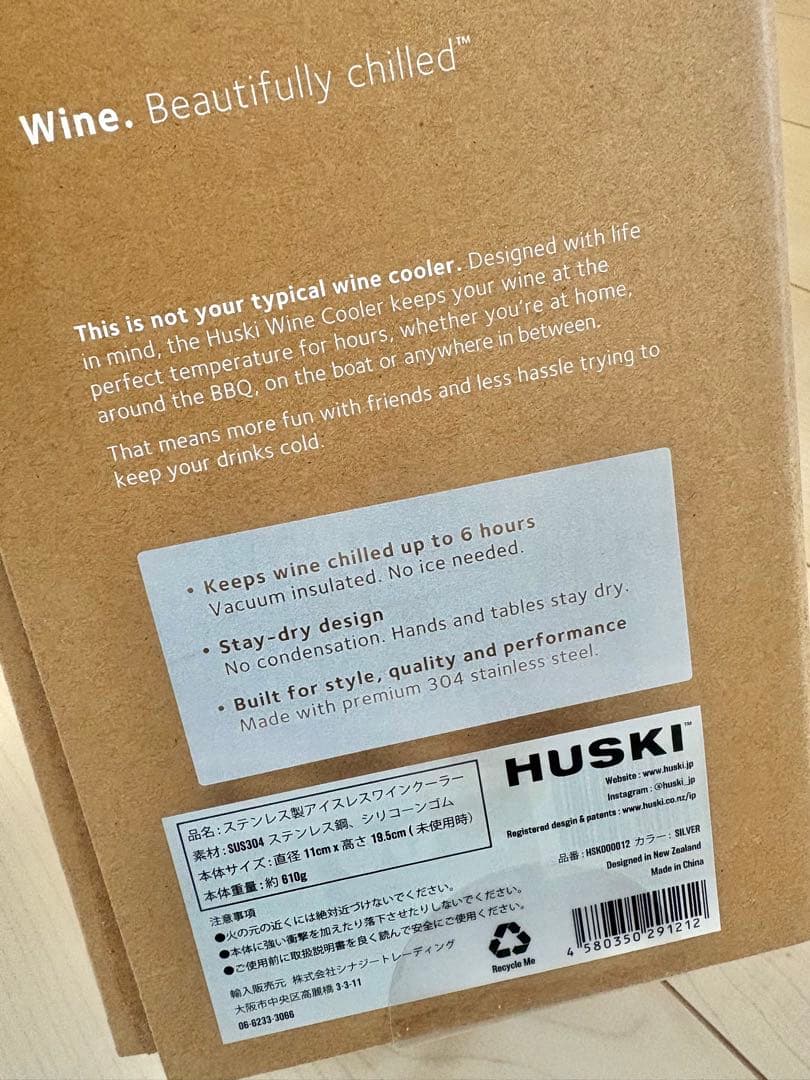 Wine. Beautifully chilled™
This is not your typical wine cooler. Designed with life
in mind, the Huski Wine Cooler keeps your wine at the
perfect temperature for hours, whether you're at home,
around the BBQ, on the boat or anywhere in between.
That means more fun with friends and less hassle trying to
keep your drinks cold.
• Keeps wine chilled up to 6 hours
Vacuum insulated. No ice needed.
• Stay-dry design
No condensation. Hands and tables stay dry.
• Built for style, quality and performance
Made with premium 304 stainless steel.
品名:ステンレス製アイスレスワインクーラー
素材:SUS304 ステンレス鋼、シリコーンゴム
本体サイズ:直径 11cm x 高さ 19.5cm ( 未使用時)
本体重量:約 610g
注意事項
●火の元の近くには絶対近づけないでください。
●本体に強い衝撃を加えたり落下させたりしないでください。
●ご使用前に取扱説明書を良く読んで安全にご使用ください。
輸入販売元 株式会社シナジートレーディング
大阪市中央区高麗橋 3-3-11
06-6233-3066
HUSKI™
Website : www.huski.jp
Instagram : @huski_jp
Registered desgin & patents : www.huski.co.nz/ip
品番 : HSK000012 カラー : SILVER
Designed in New Zealand
Made in China
Recycle Me
4 580350 291212